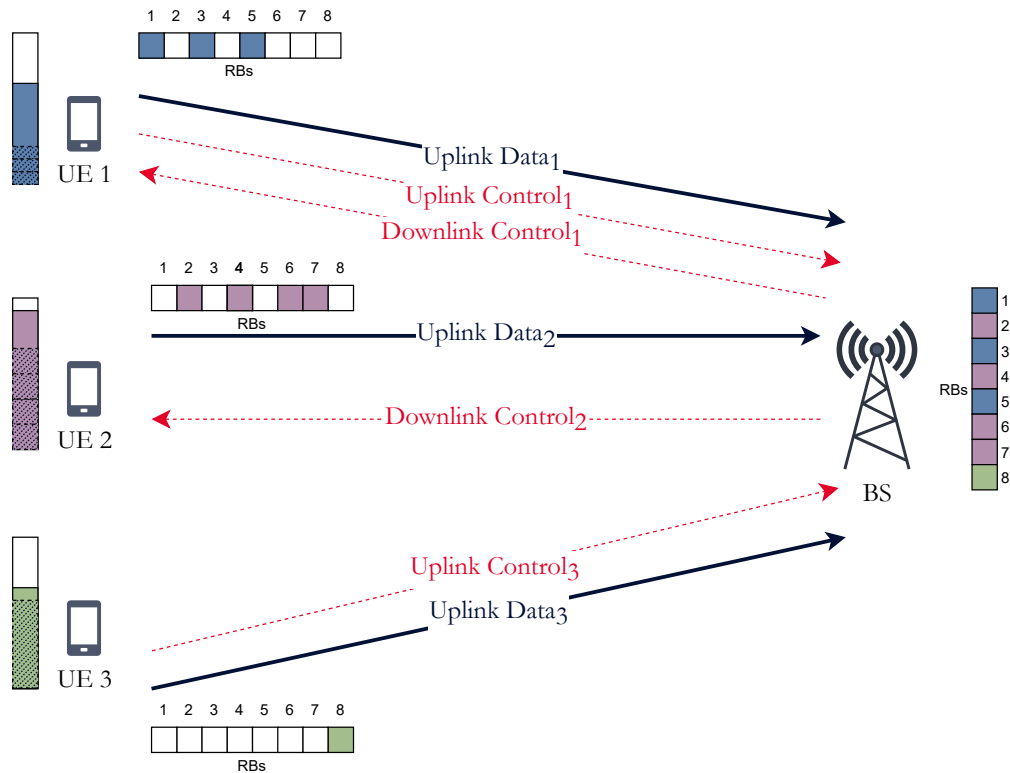 1 2 3 4 5 6 7 8
RBs
UE 1
Uplink Data1
Uplink Control1
Downlink Control1
1 2 3 4 5 6 7 8
RBs
UE 2
Uplink Data2
Downlink Control2
BS
RBs
1
2
3
4
5
6
7
8
Uplink Control3
Uplink Data3
UE 3
1 2 3 4 5 6 7 8
RBs